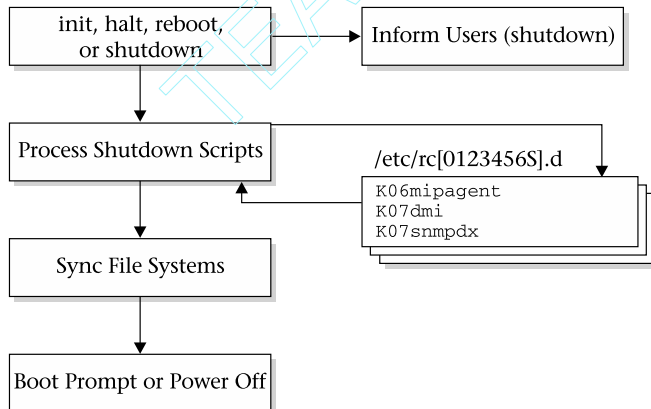 init, halt, reboot,
or shutdown
Inform Users (shutdown)
Process Shutdown Scripts
/etc/rc[0123456S].d
K06mipagent
K07dmi
K07snmpdx
Sync File Systems
Boot Prompt or Power Off